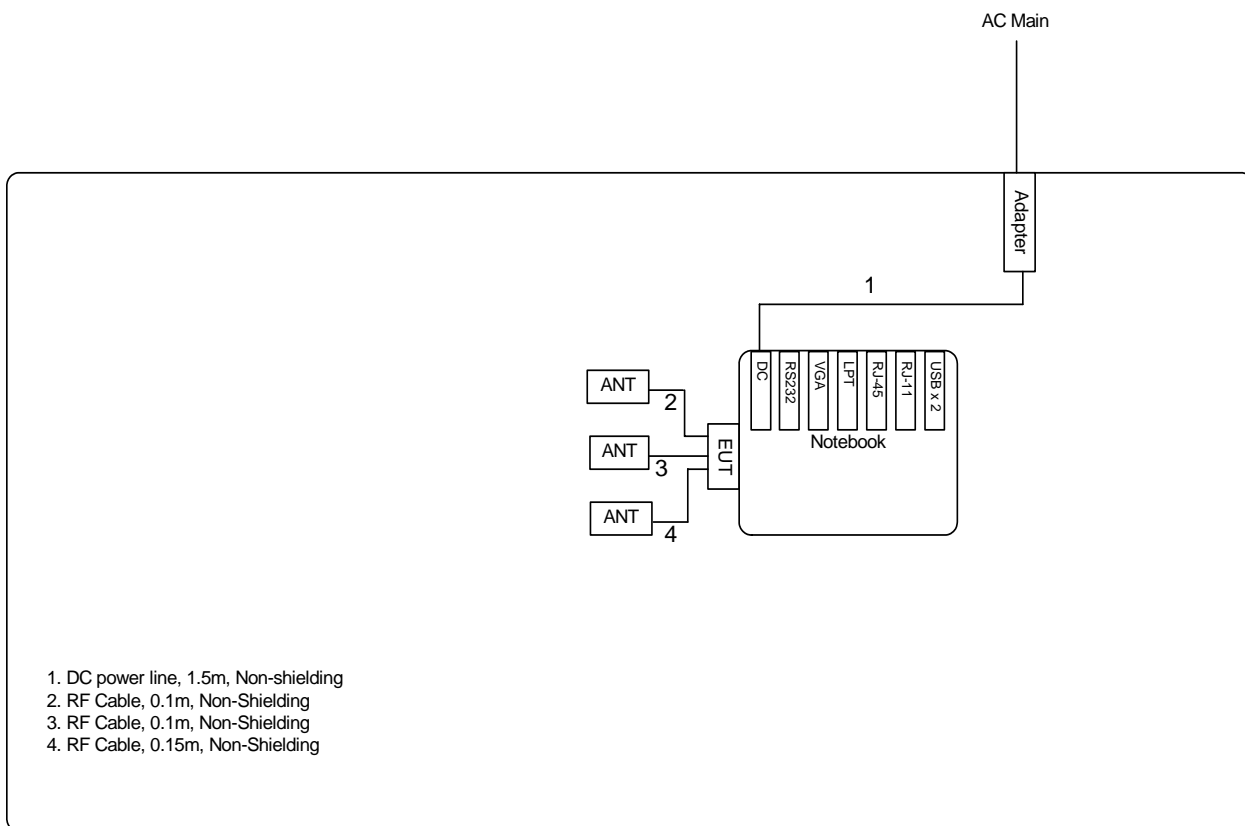 AC Main
Adapter
1
DC
RS232
VGA
LPT
RJ-45
RJ-11
USB x 2
Notebook
ANT
2
EUT
ANT
3
ANT
4
1. DC power line, 1.5m, Non-shielding
2. RF Cable, 0.1m, Non-Shielding
3. RF Cable, 0.1m, Non-Shielding
4. RF Cable, 0.15m, Non-Shielding